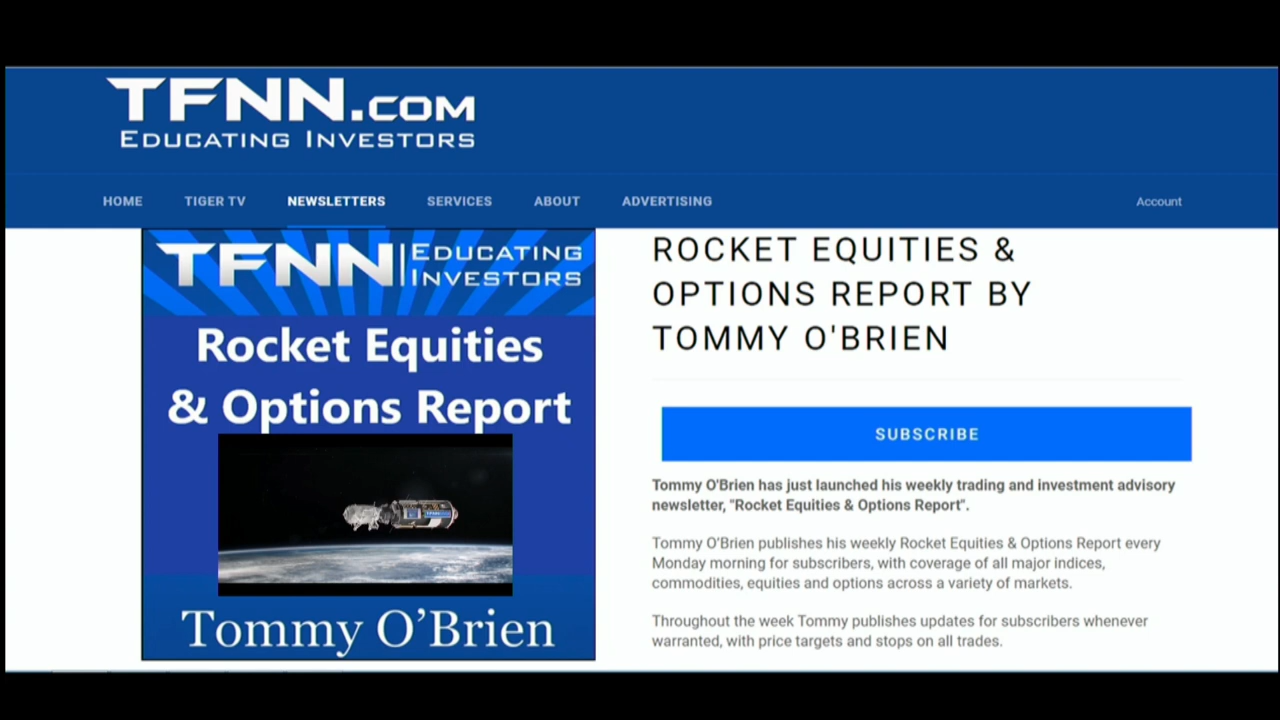 TFNN.COM
EDUCATING INVESTORS
HOME TIGER TV NEWSLETTERS SERVICES ABOUT ADVERTISING Account
TFNN EDUCATING
INVESTORS
Rocket Equities
& Options Report
TFNN
Tommy O’Brien
ROCKET EQUITIES &
OPTIONS REPORT BY
TOMMY O'BRIEN
SUBSCRIBE
Tommy O'Brien has just launched his weekly trading and investment advisory
newsletter, "Rocket Equities & Options Report".
Tommy O’Brien publishes his weekly Rocket Equities & Options Report every
Monday morning for subscribers, with coverage of all major indices,
commodities, equities and options across a variety of markets.
Throughout the week Tommy publishes updates for subscribers whenever
warranted, with price targets and stops on all trades.